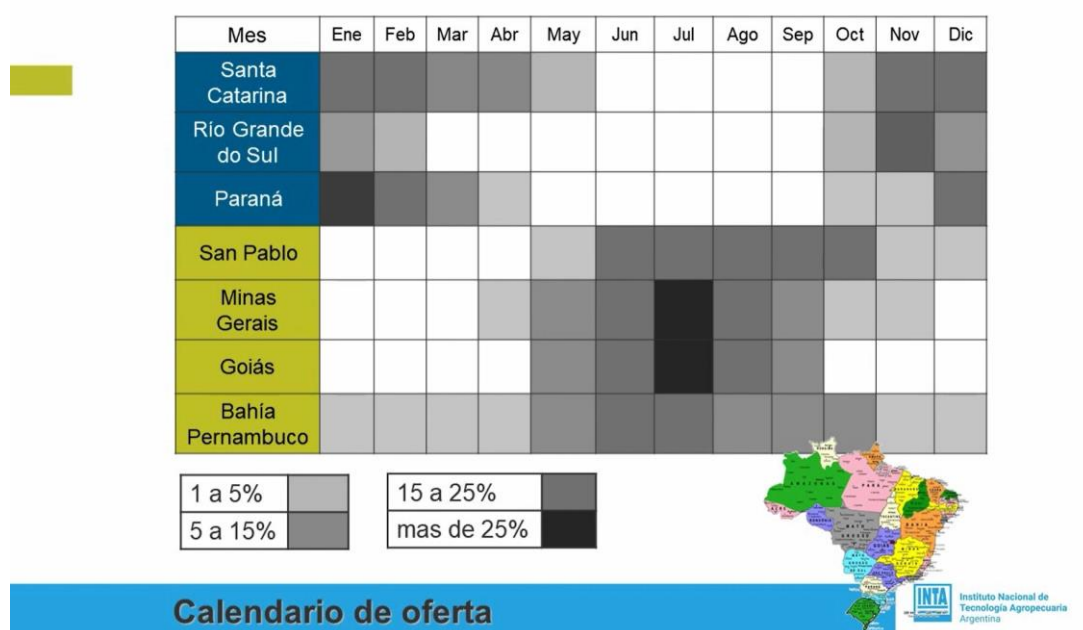 Mes Ene Feb Mar Abr May Jun Jul Ago Sep Oct Nov Dic
Santa
Catarina
Río Grande
do Sul
Paraná
San Pablo
Minas
Gerais
Goiás
Bahía
Pernambuco
1 a 5%
15 a 25%
5 a 15%
mas de 25%
Calendario de oferta
INTA
Instituto Nacional de
Tecnología Agropecuaria
Argentina